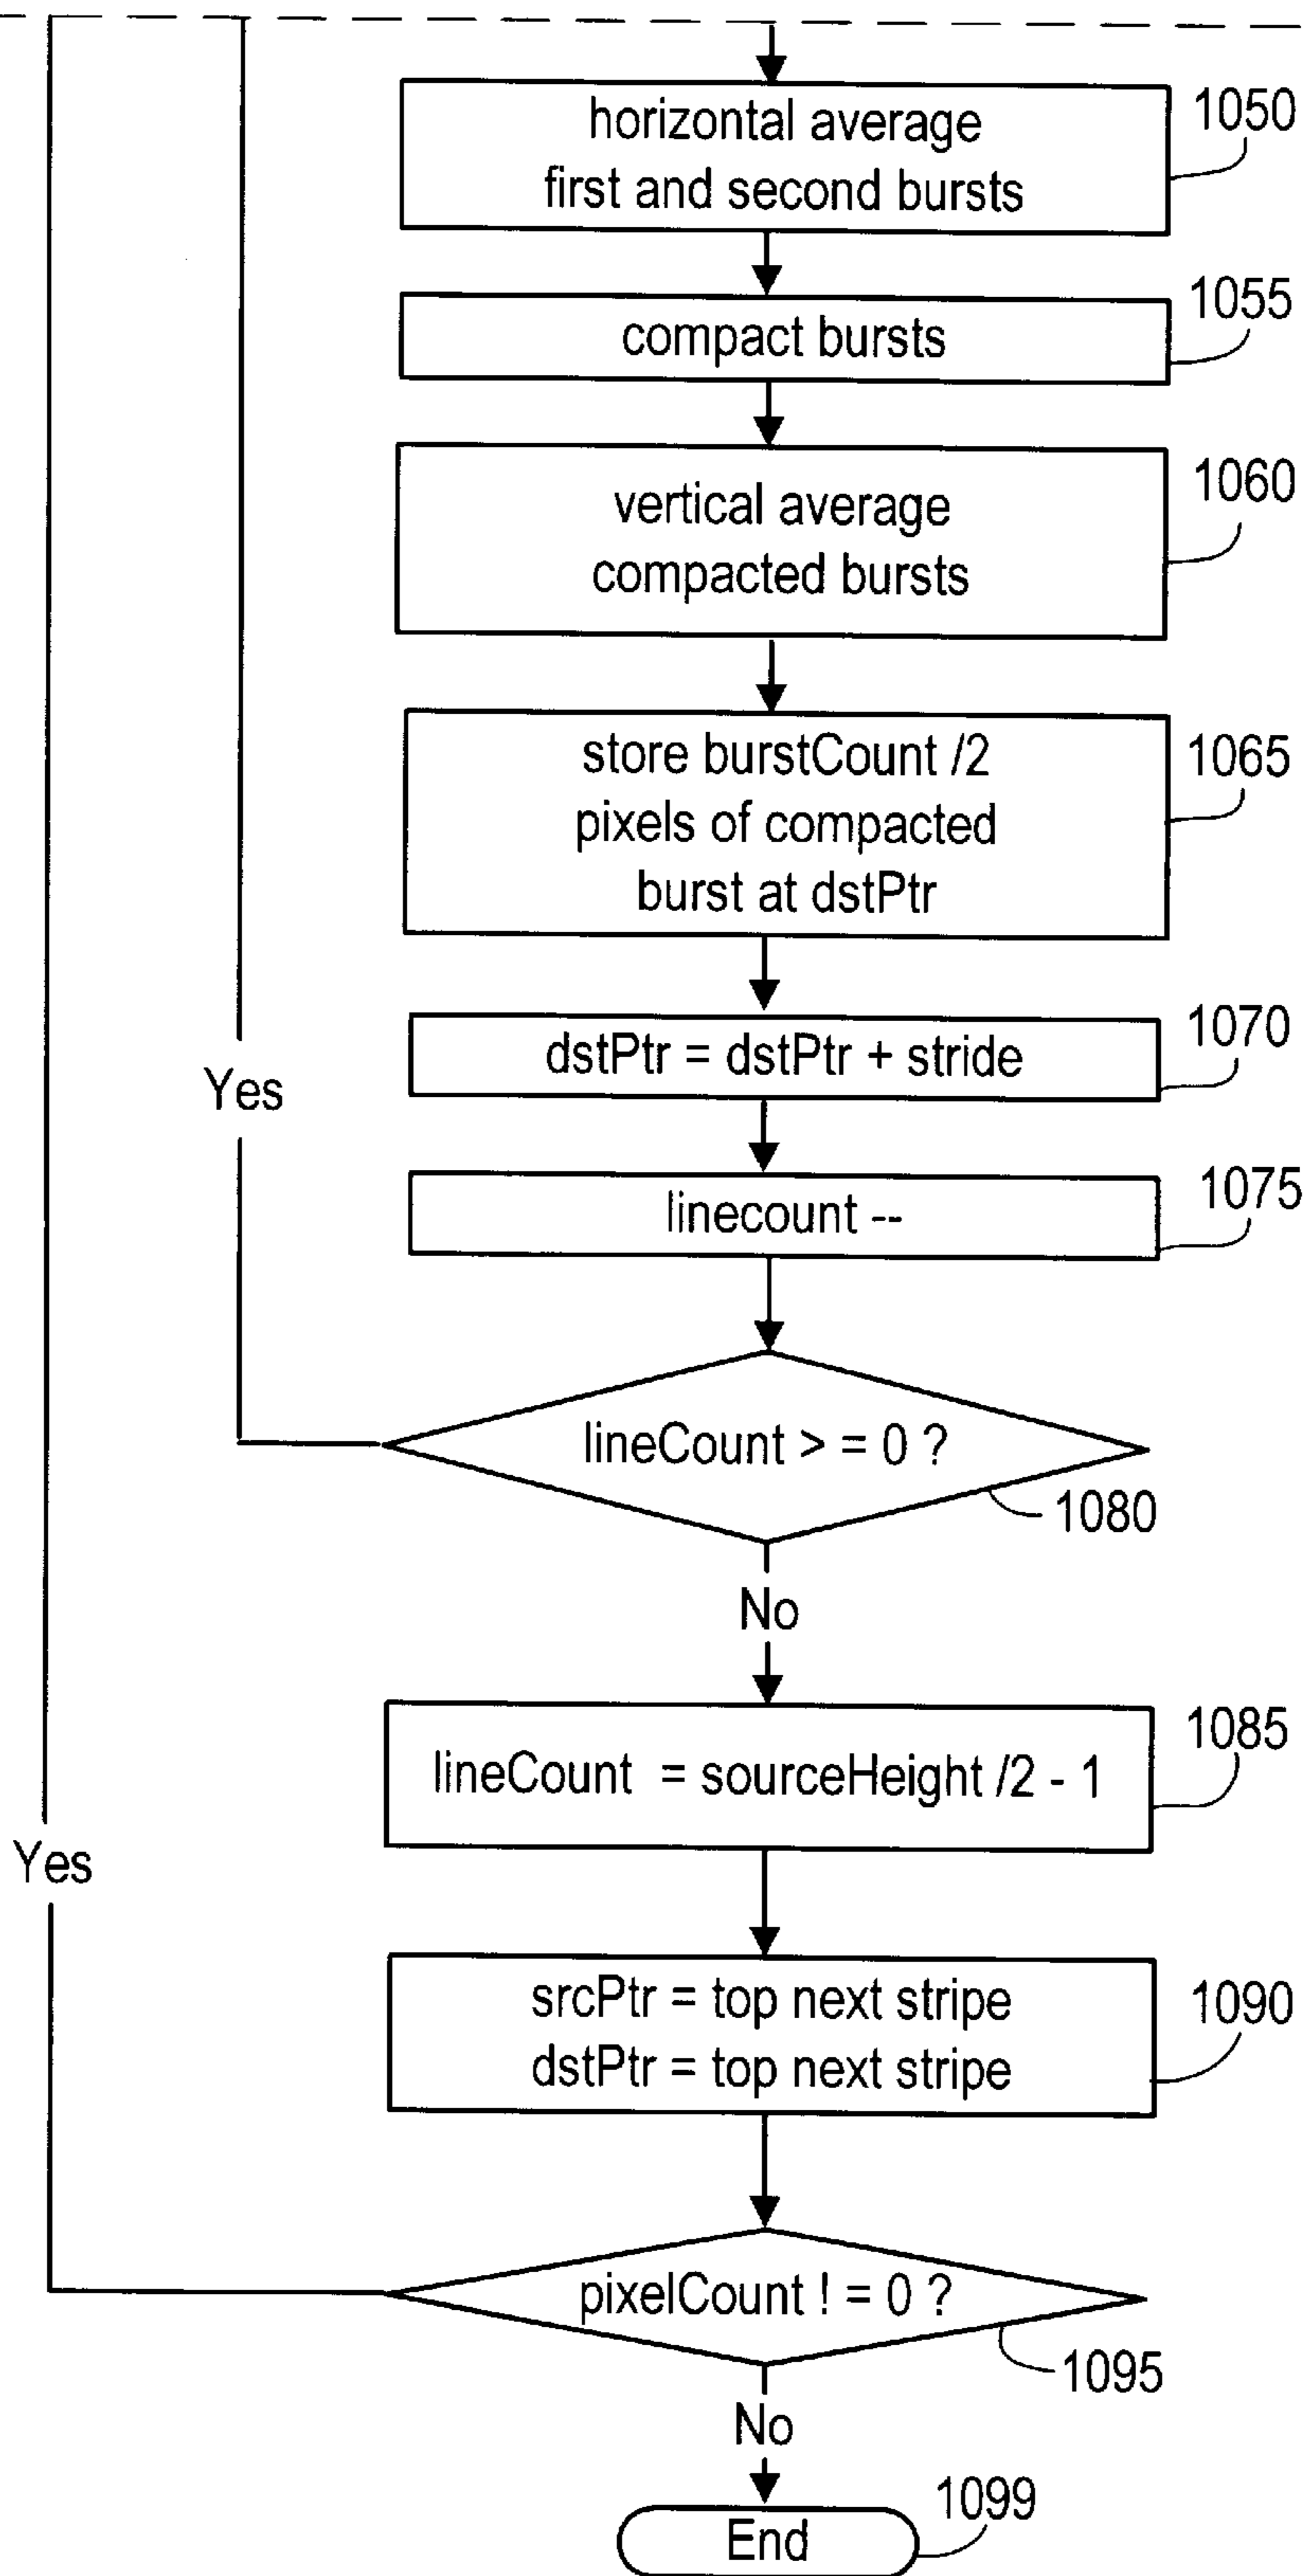 horizontal average
first and second bursts
1050
compact bursts
1055
vertical average
compacted bursts
1060
store burstCount /2
pixels of compacted
burst at dstPtr
1065
dstPtr = dstPtr + stride
1070
Yes
linecount --
1075
lineCount > = 0 ?
1080
No
lineCount = sourceHeight /2 - 1
1085
Yes
srcPtr = top next stripe
dstPtr = top next stripe
1090
pixelCount ! = 0 ?
1095
No
End
1099